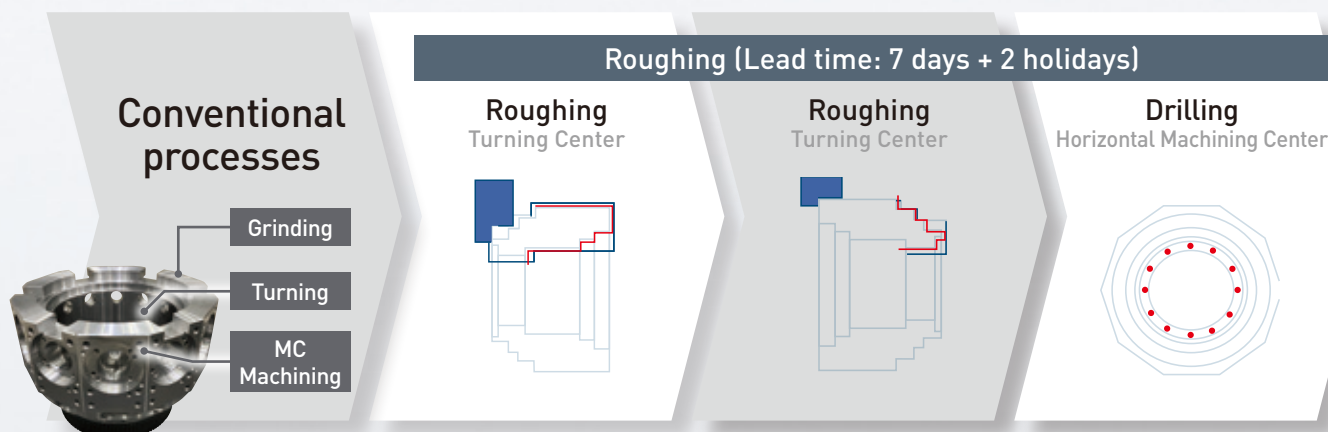 Roughing (Lead time: 7 days + 2 holidays)
Conventional
processes
Grinding
Turning
MC
Machining
Roughing
Turning Center
Roughing
Turning Center
Drilling
Horizontal Machining Center